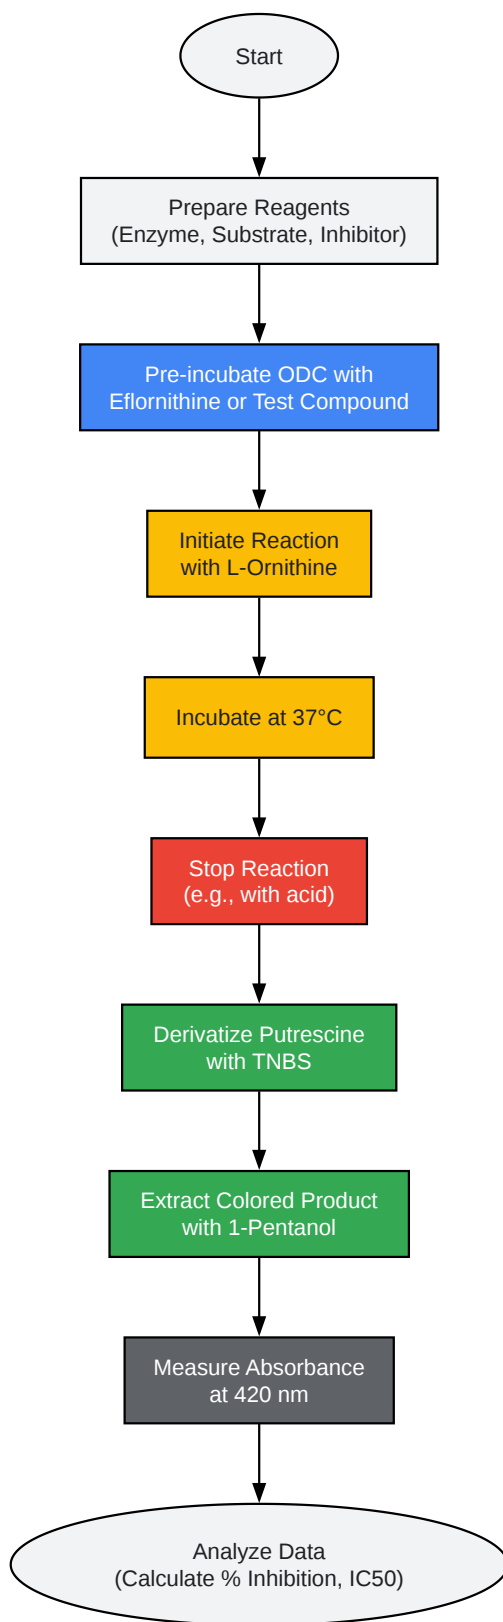 Start
Prepare Reagents
(Enzyme, Substrate, Inhibitor)
Pre-incubate ODC with
Eflornithine or Test Compound
Initiate Reaction
with L-Ornithine
Incubate at 37°C
Stop Reaction
(e.g., with acid)
Derivatize Putrescine
with TNBS
Extract Colored Product
with 1-Pentanol
Measure Absorbance
at 420 nm
Analyze Data
(Calculate % Inhibition, IC50)